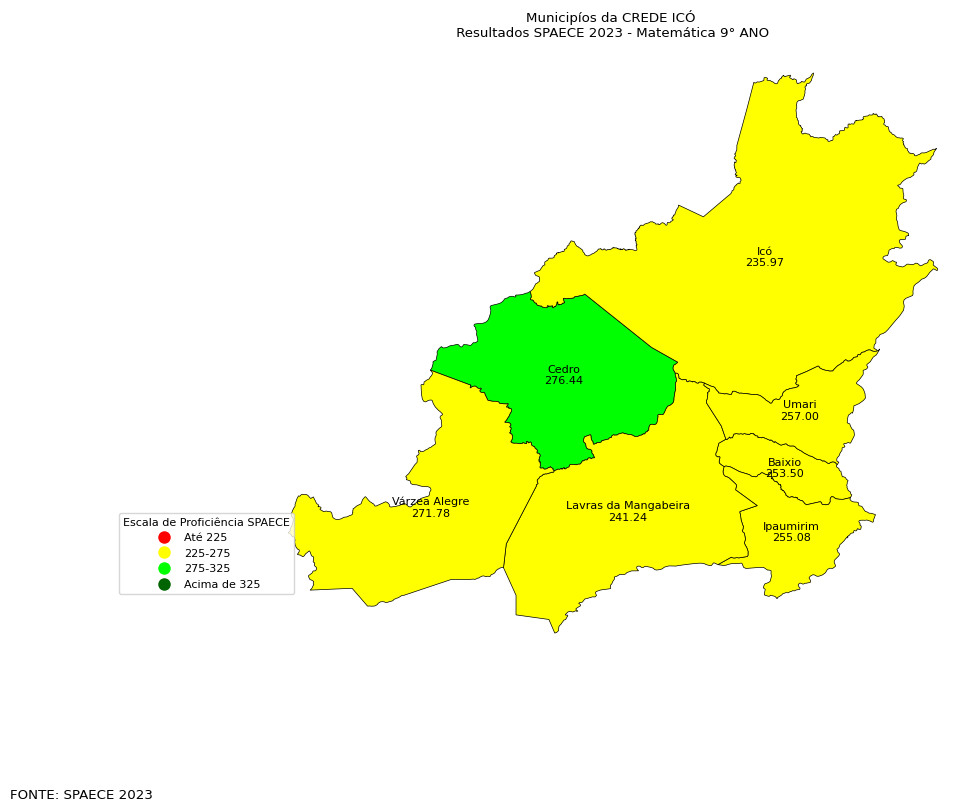 Municipíos da CREDE ICÓ
Resultados SPAECE 2023 - Matemática 9° ANO
Icó
235.97
Cedro
276.44
Umari
257.00
Baixio
253.50
Várzea Alegre
271.78
Lavras da Mangabeira
241.24
Ipaumirim
255.08
Escala de Proficiência SPAECE
Até 225
225-275
275-325
Acima de 325
FONTE: SPAECE 2023